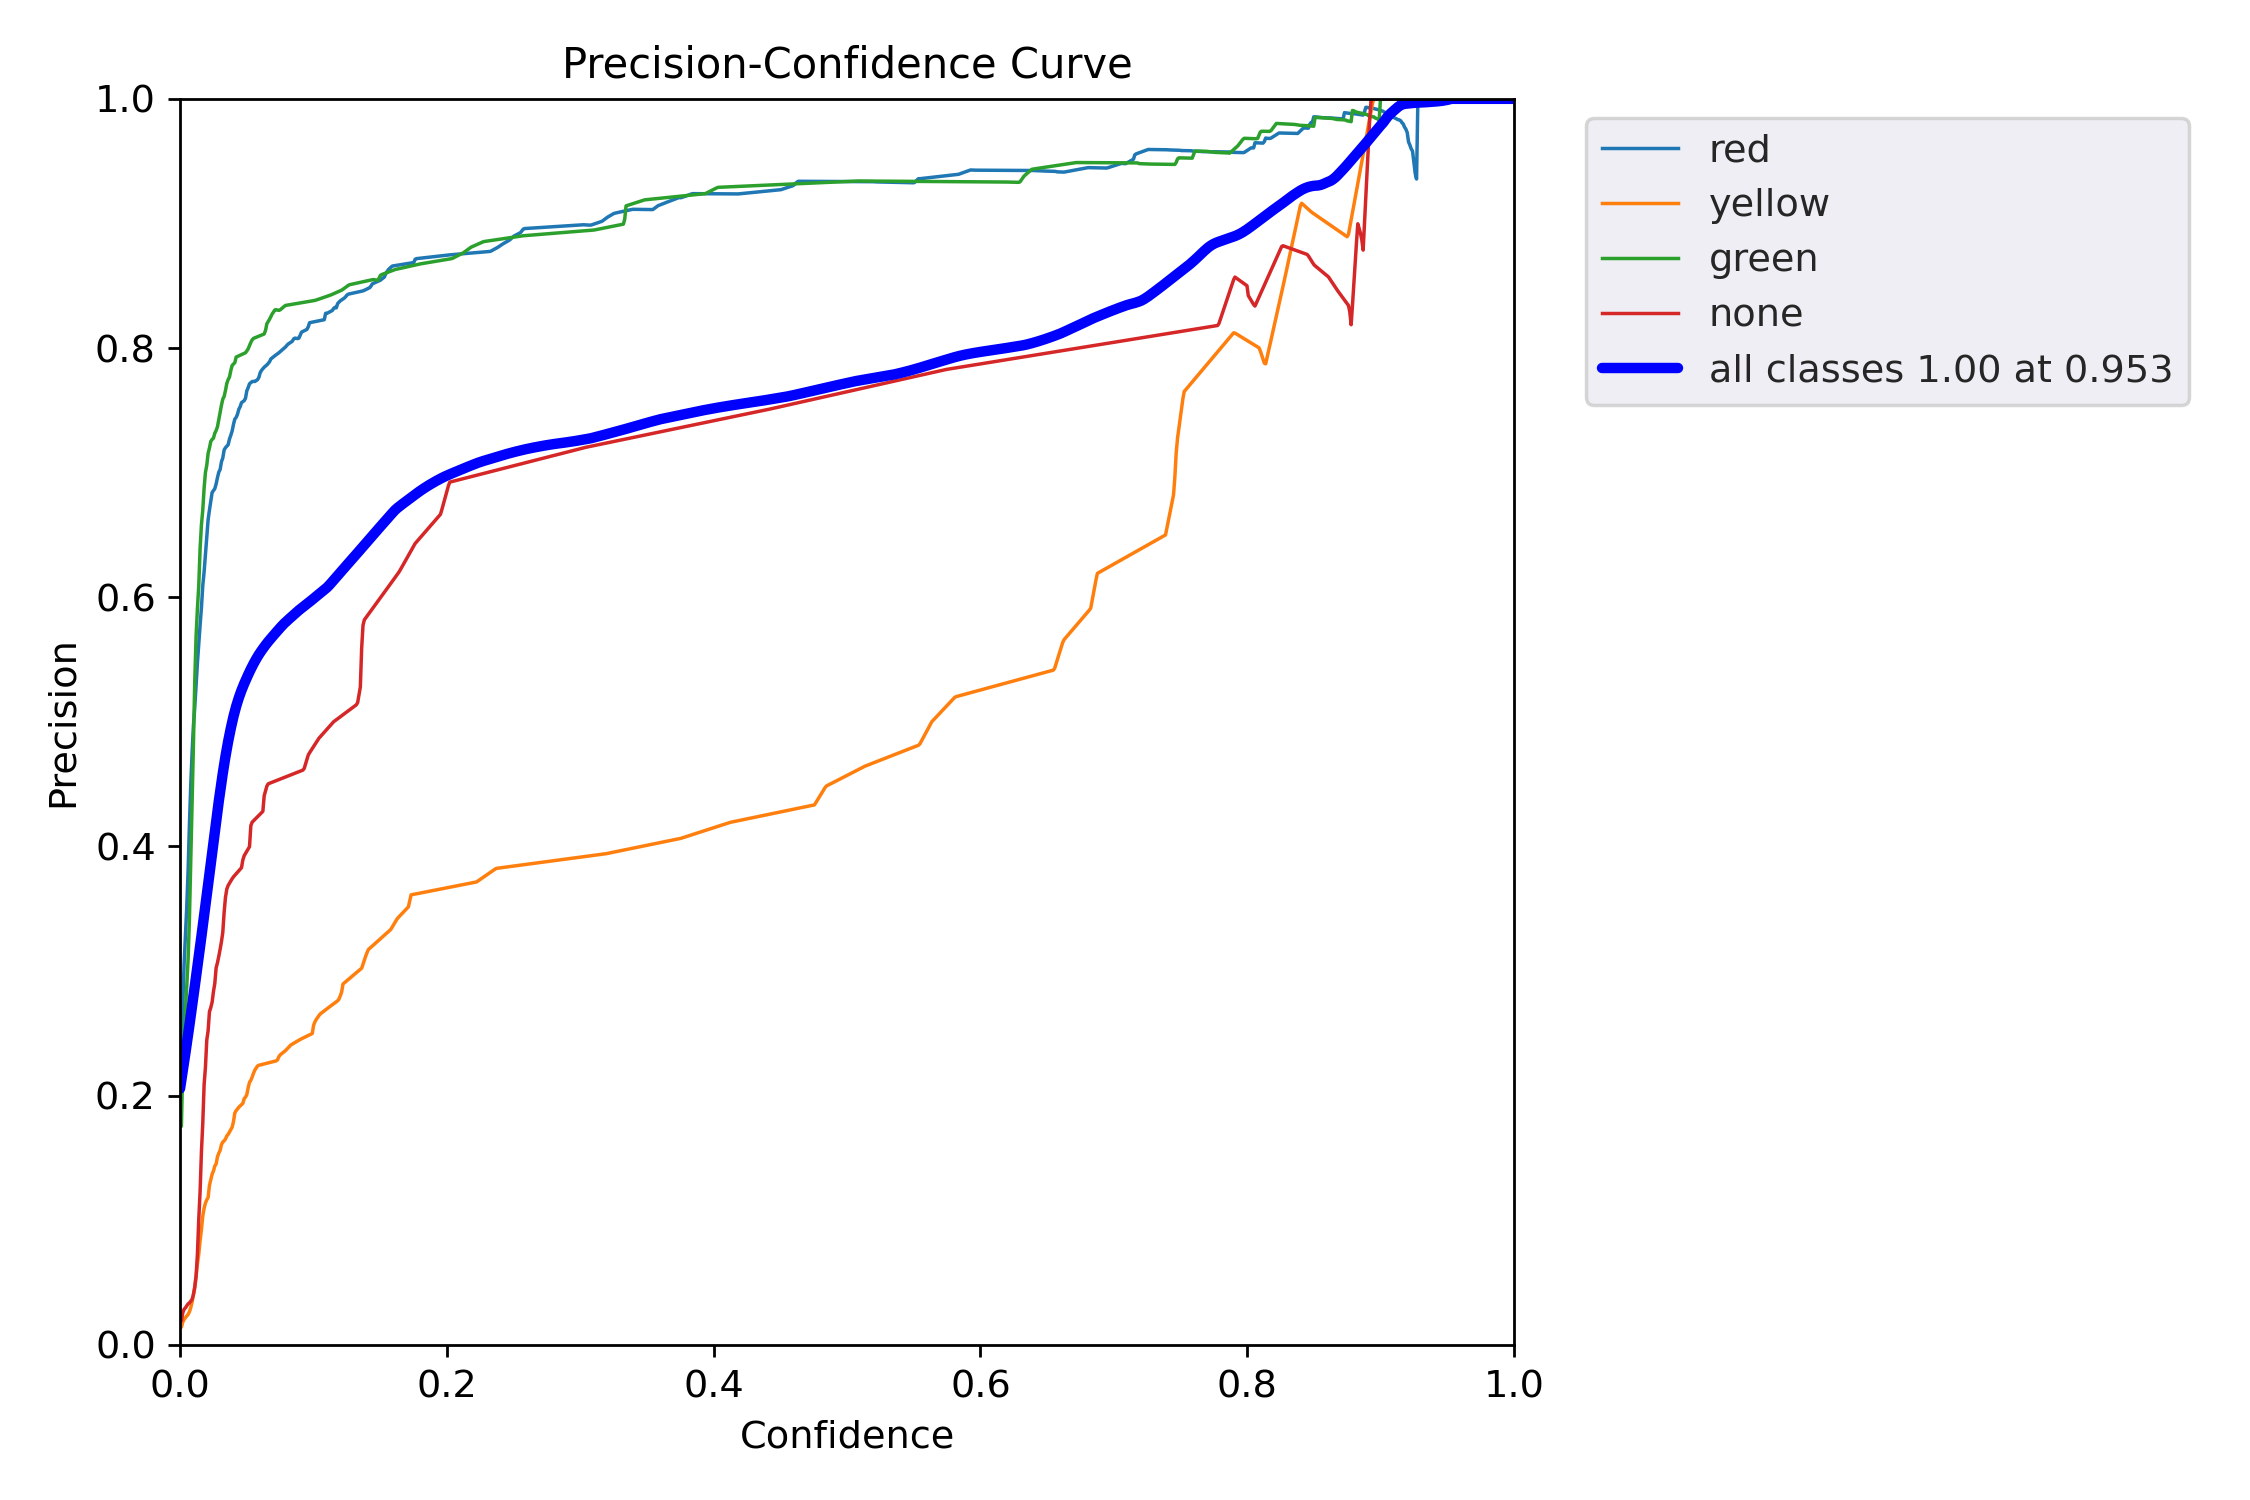 Precision-Confidence Curve
1.0
0.8
0.6
0.4
0.2
0.0
Precision
0.0 0.2 0.4 0.6 0.8 1.0
Confidence
red
yellow
green
none
all classes 1.00 at 0.953